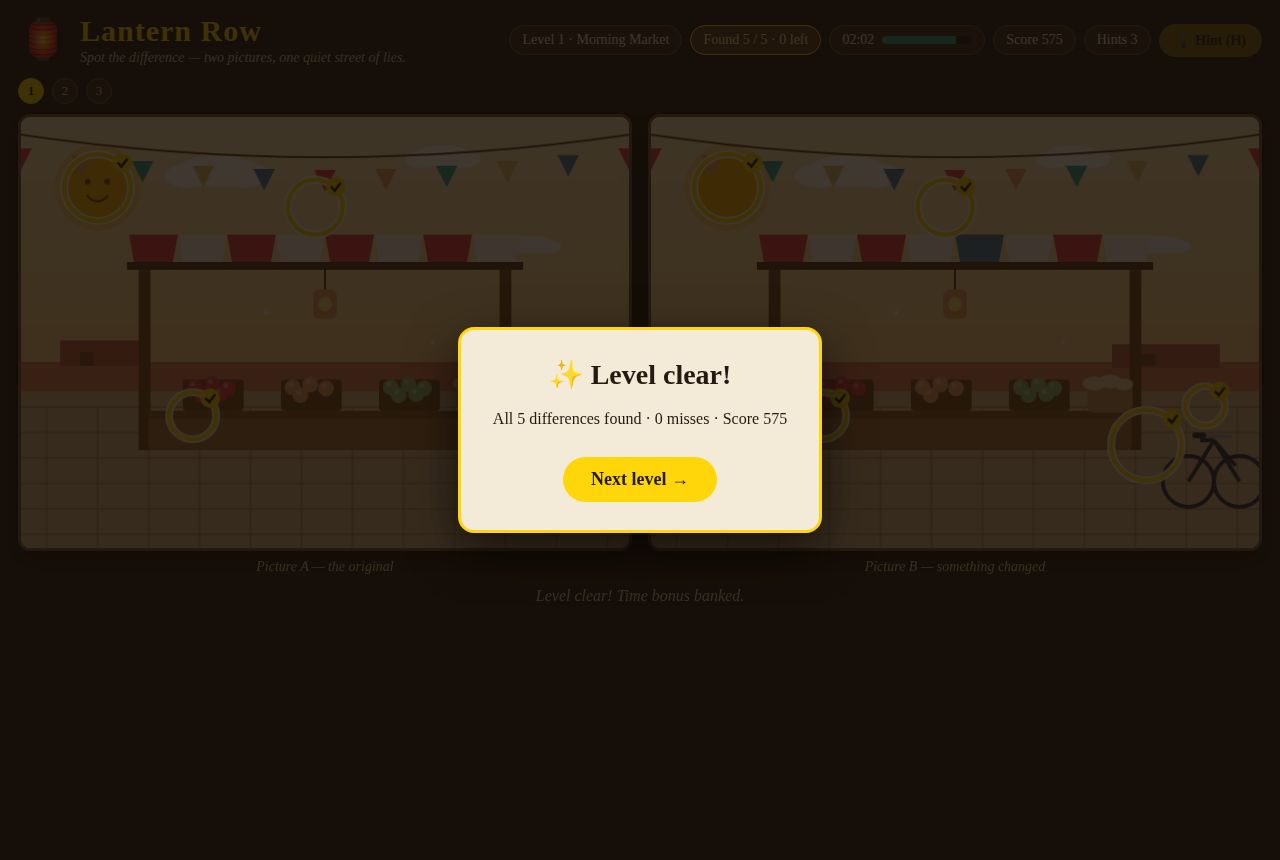 Lantern Row
Spot the difference — two pictures, one quiet street of lies.
Level 1 · Morning Market
Found 5 / 5 · 0 left
02:02
Score 575
Hints 3
Hint (H)
1
2
3
✨ Level clear!
All 5 differences found · 0 misses · Score 575
Next level →
Picture A — the original
Picture B — something changed
Level clear! Time bonus banked.